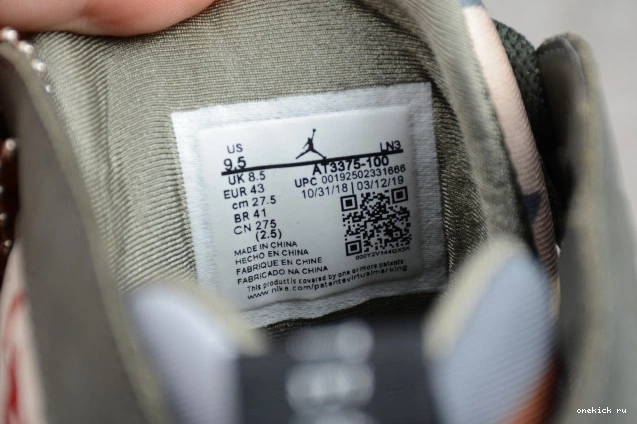 US
9.5
LN3
AT3375-100
UK 8.5
UPC 00192502331666
EUR 43
10/31/18 | 03/12/19
cm 27.5
BR 41
CN 275
(2.5)
MADE IN CHINA
HECHO EN CHINA
FABRIQUE EN CHINE
FABRICADO NA CHINA
This product is covered by one or more patents
www.nike.com/patentsvirtualmarking
onekick ru